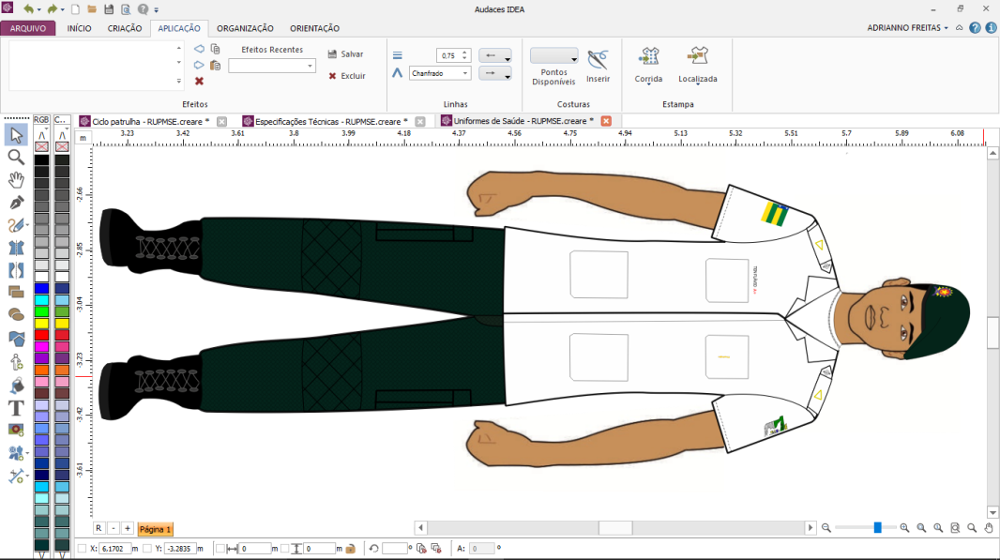 Audaces IDEA
ARQUIVO INÍCIO CRIAÇÃO APLICAÇÃO ORGANIZAÇÃO ORIENTAÇÃO ADRIANNO FREITAS
Efeitos Recentes
Salvar
Excluir
Efeitos
0,75
Chanfrado
Linhas
Pontos
Disponíveis
Inserir
Costuras
Corrida
Localizada
Estampa
RGB C...
Ciclo patrulha - RUPMSE.creare *
Especificações Técnicas - RUPMSE.creare *
Uniformes de Saúde - RUPMSE.creare *
m
3.23 3.42 3.61 3.8 3.99 4.18 4.37 4.56 4.75 4.94 5.13 5.32 5.51 5.7 5.89 6.08
-2.66
-2.85
-3.04
-3.23
-3.42
-3.61
R - + Página 1
X: 6,1702 m Y: -3,2835 m 0 m 0 m º A: 0 º